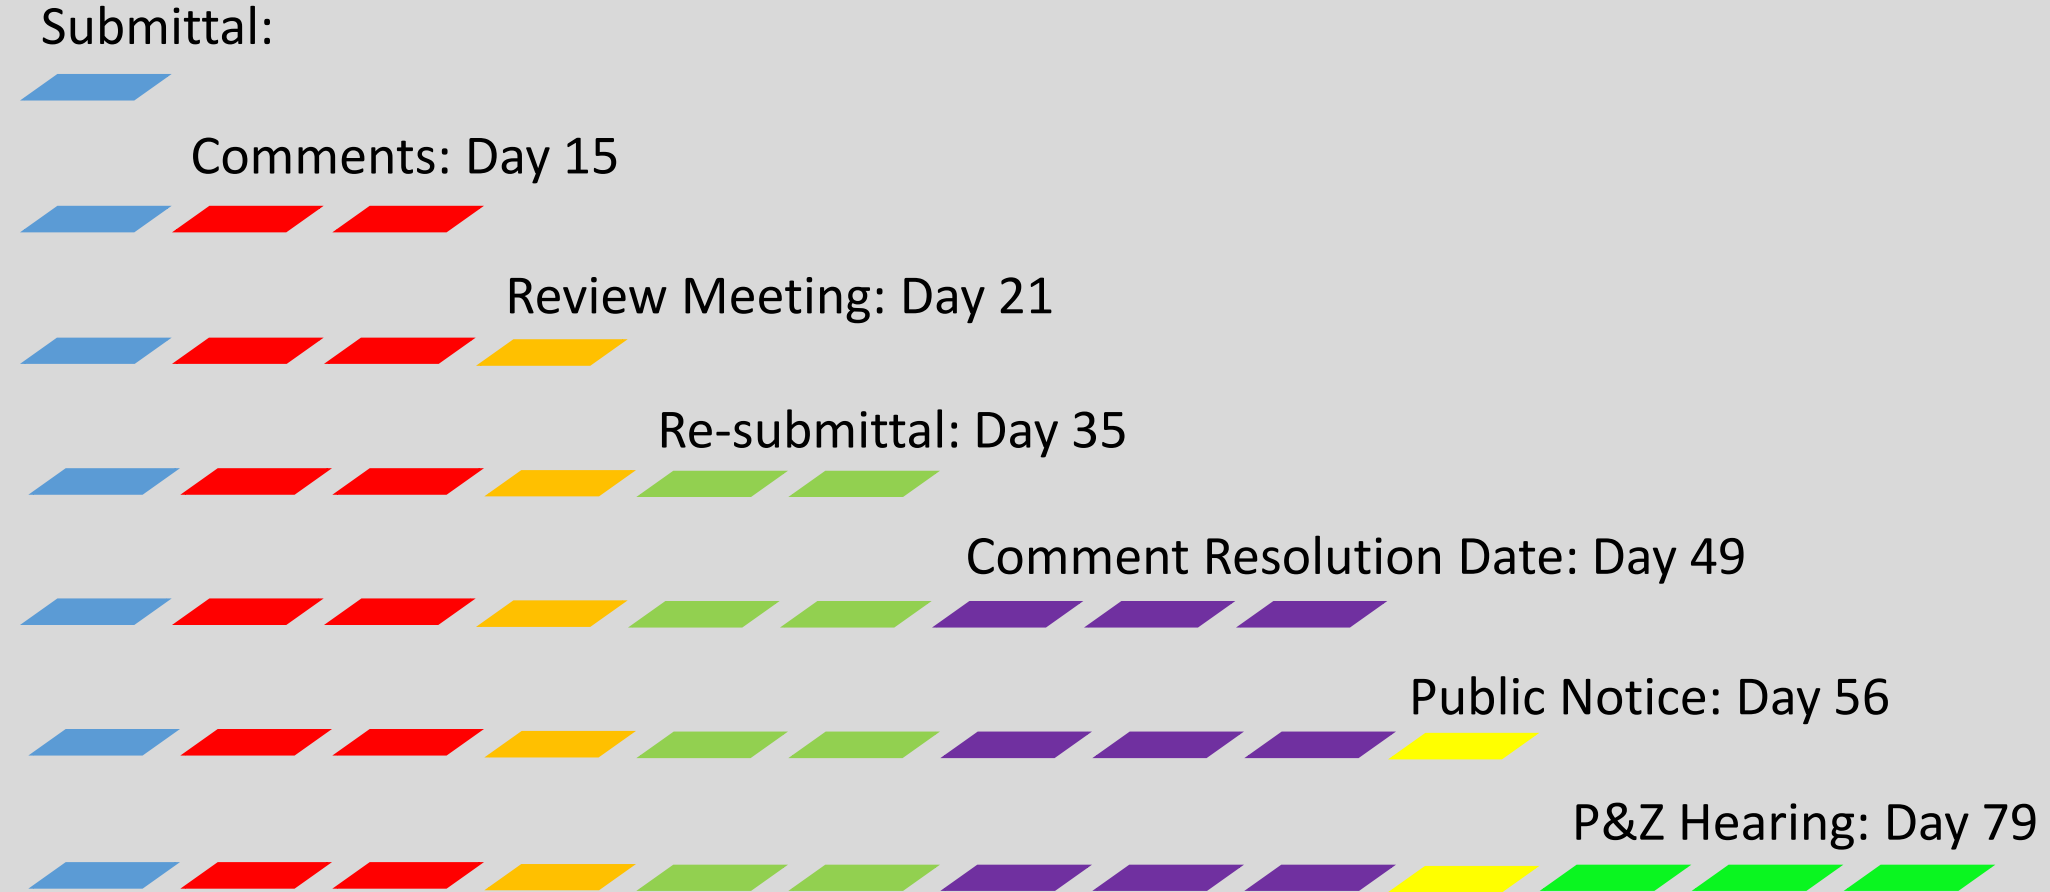 Submittal:
Comments: Day 15
Review Meeting: Day 21
Re-submittal: Day 35
Comment Resolution Date: Day 49
Public Notice: Day 56
P&Z Hearing: Day 79